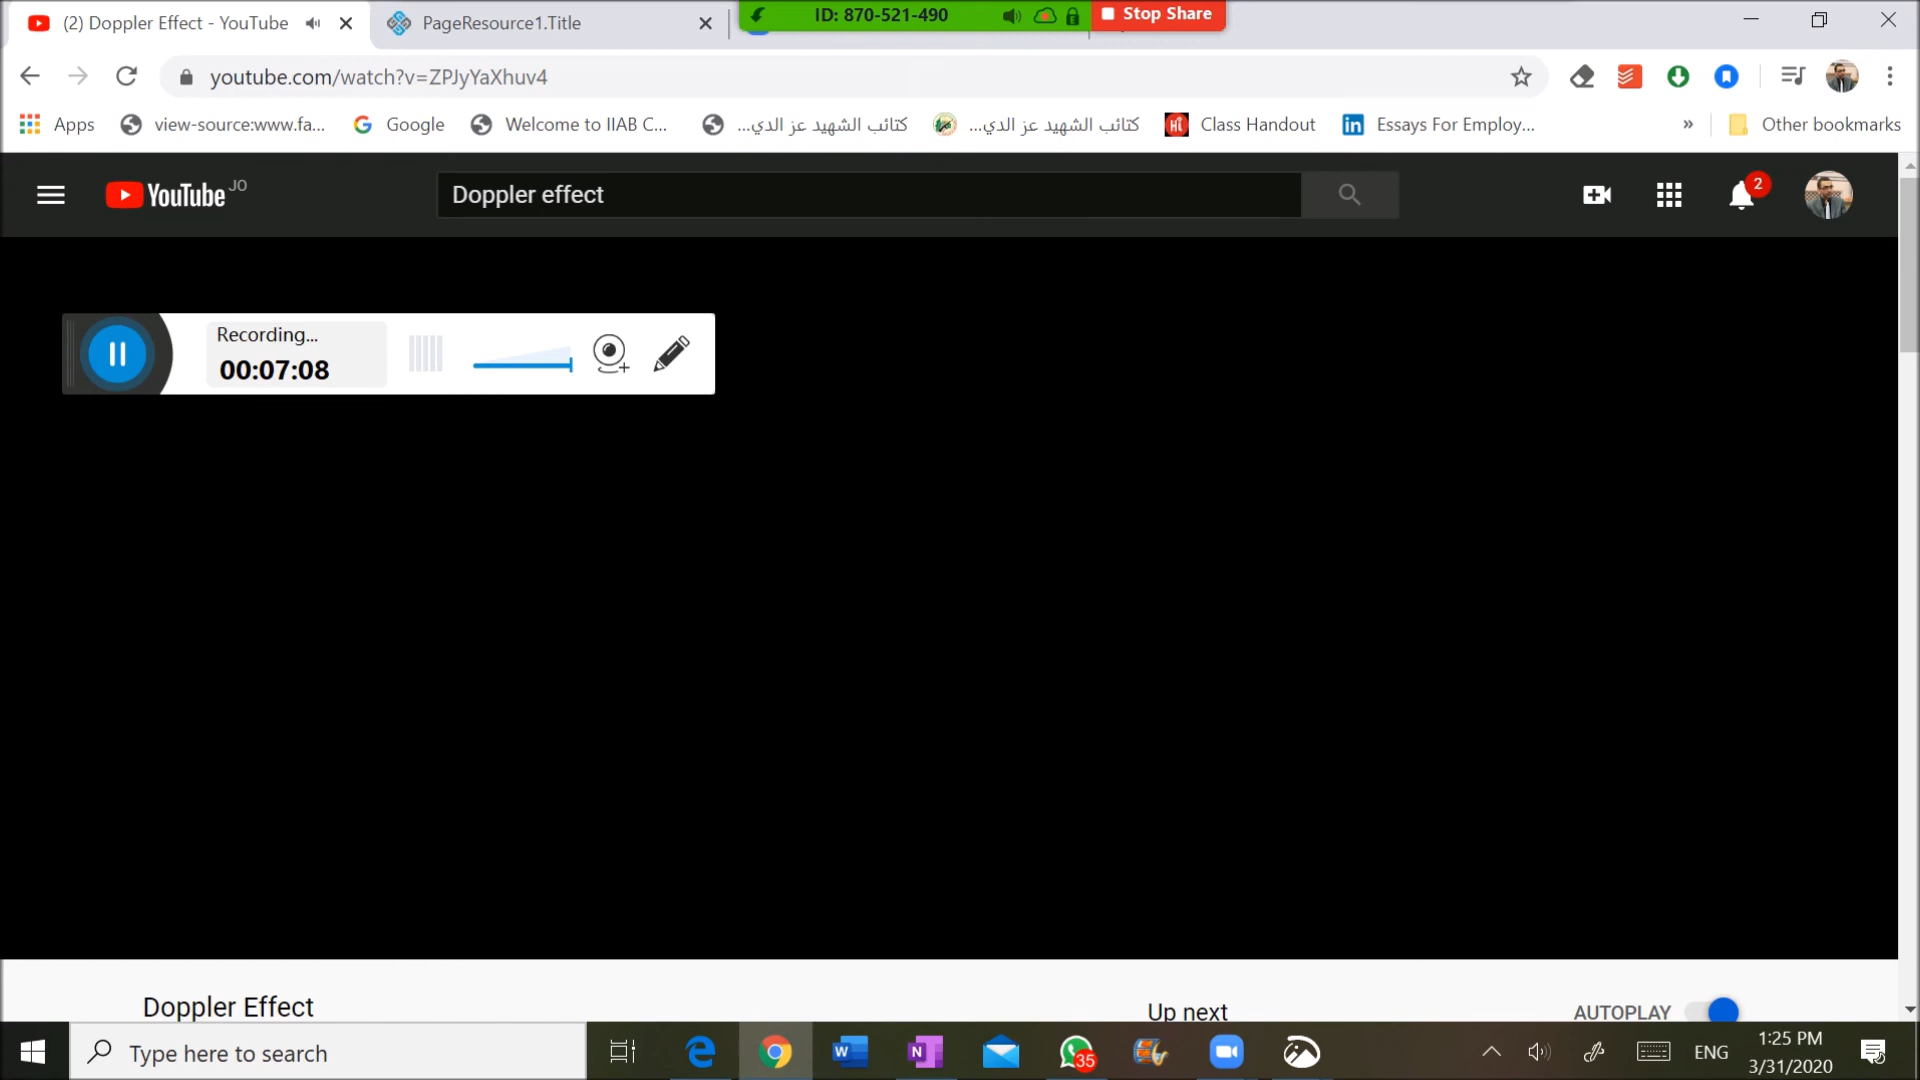 (2) Doppler Effect - YouTube
PageResource1.Title
ID: 870-521-490
Stop Share
youtube.com/watch?v=ZPJyYaXhuv4
Apps
view-source:www.fa...
Google
Welcome to IIAB C...
كتائب الشهيد عز الدي...
كتائب الشهيد عز الدي...
Hi
Class Handout
in
Essays For Employ...
»
Other bookmarks
YouTube JO
Doppler effect
2
Recording...
00:07:08
Doppler Effect
Up next
AUTOPLAY
Type here to search
W
N
35
ENG
1:25 PM
3/31/2020